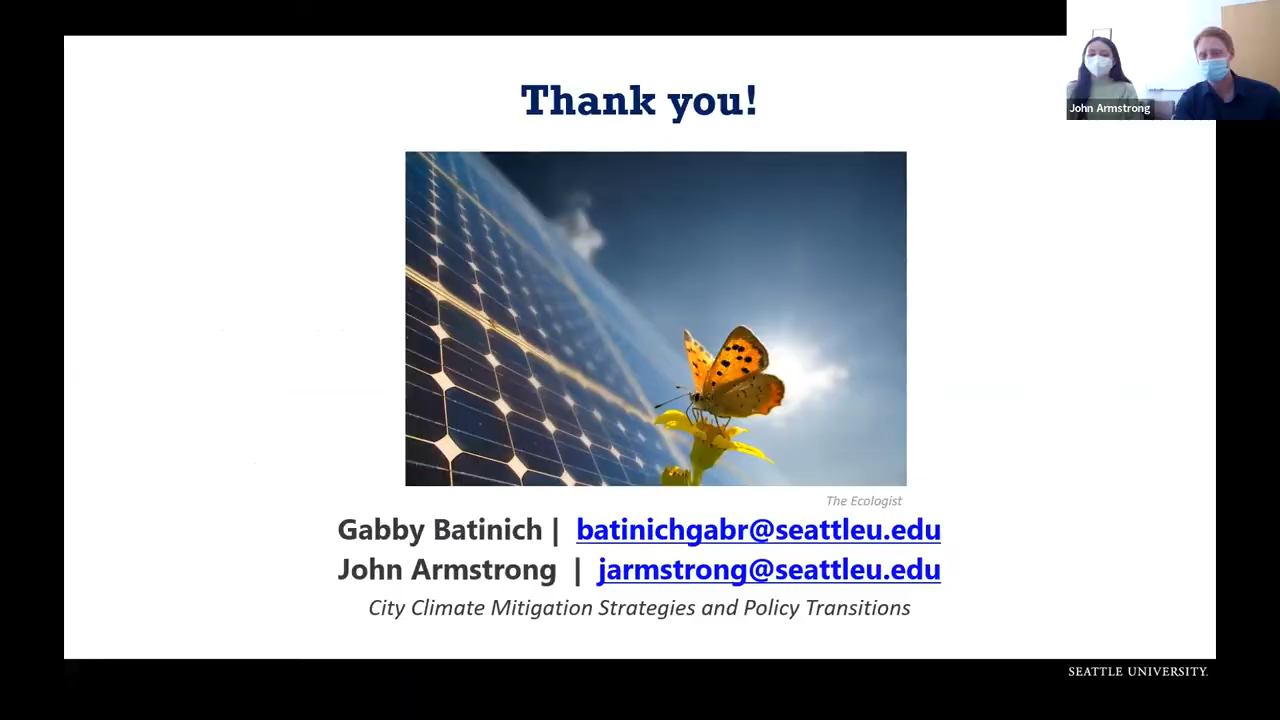 Thank you!
John Armstrong
The Ecologist
Gabby Batinich | batinichgabr@seattleu.edu
John Armstrong | jarmstrong@seattleu.edu
City Climate Mitigation Strategies and Policy Transitions
SEATTLE UNIVERSITY.